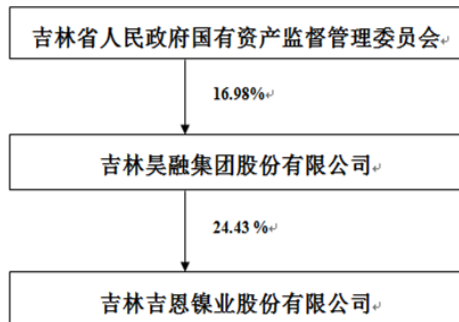 吉林省人民政府国有资产监督管理委员会
16.98%
吉林昊融集团股份有限公司
24.43 %
吉林吉恩镍业股份有限公司